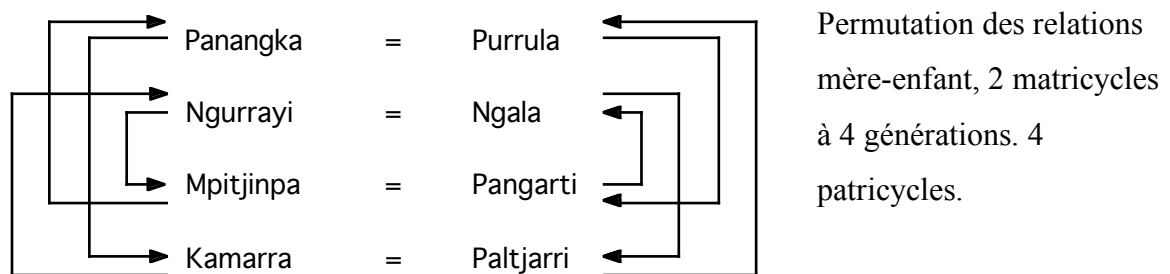 Panangka = Purrula
Ngurrayi = Ngala
Mpitjinpa = Pangarti
Kamarra = Paltjarri
Permutation des relations
mère-enfant, 2 matricycles
à 4 générations. 4
patricycles.